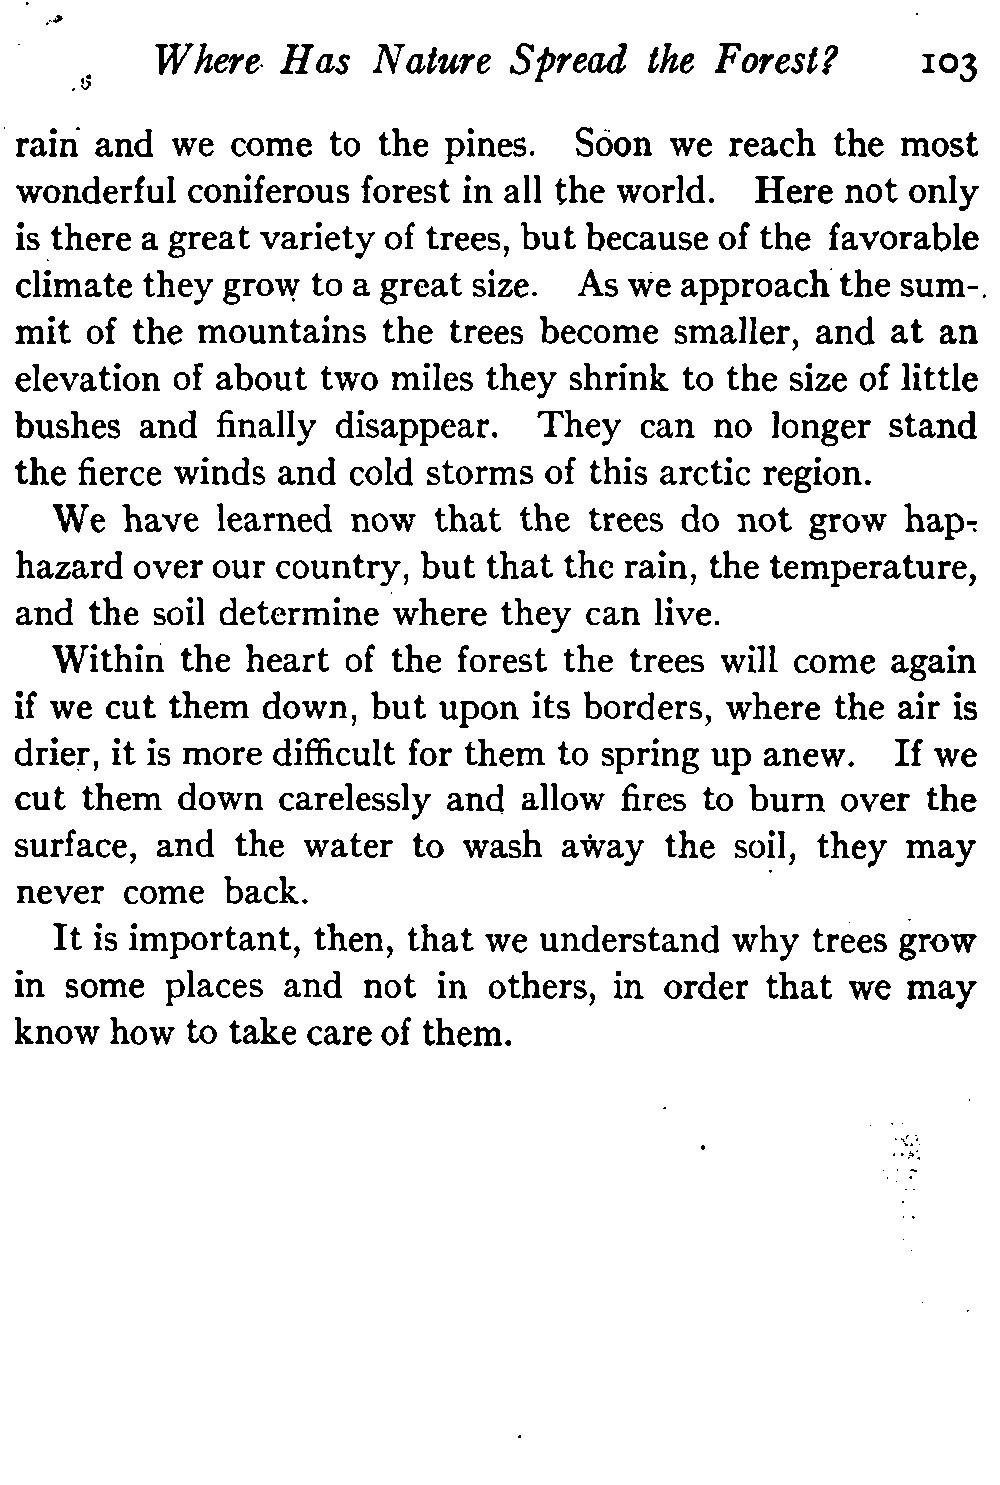 Where Has Nature Spread the Forest? 103
rain and we come to the pines. Soon we reach the most
wonderful coniferous forest in all the world. Here not only
is there a great variety of trees, but because of the favorable
climate they grow to a great size. As we approach the sum-
mit of the mountains the trees become smaller, and at an
elevation of about two miles they shrink to the size of little
bushes and finally disappear. They can no longer stand
the fierce winds and cold storms of this arctic region.
We have learned now that the trees do not grow hap-
hazard over our country, but that the rain, the temperature,
and the soil determine where they can live.
Within the heart of the forest the trees will come again
if we cut them down, but upon its borders, where the air is
drier, it is more difficult for them to spring up anew. If we
cut them down carelessly and allow fires to burn over the
surface, and the water to wash away the soil, they may
never come back.
It is important, then, that we understand why trees grow
in some places and not in others, in order that we may
know how to take care of them.